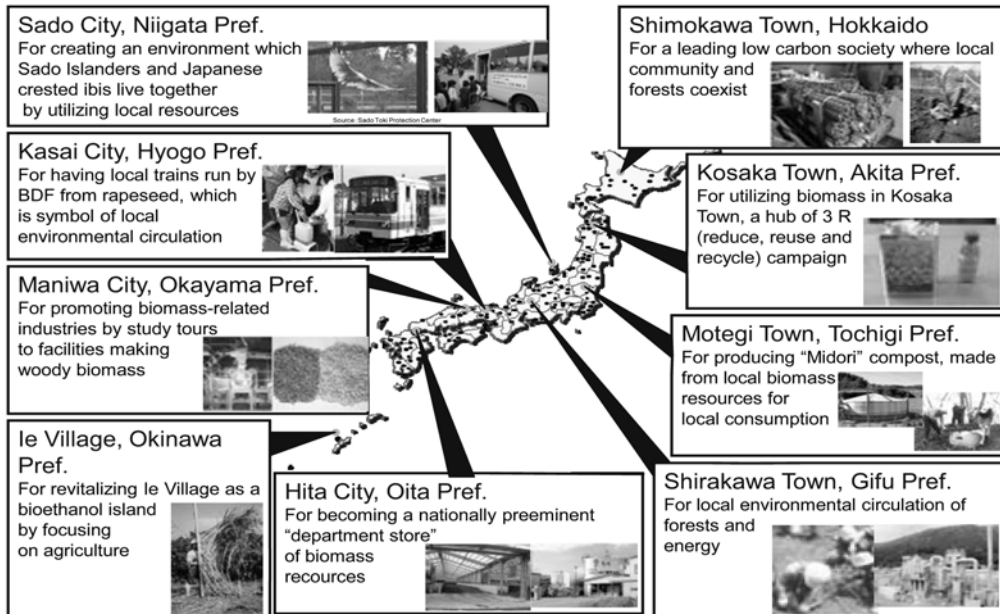 Sado City, Niigata Pref.
For creating an environment which
Sado Islanders and Japanese
crested ibis live together
by utilizing local resources
Source: Sado Toki Protection Center
Shimokawa Town, Hokkaido
For a leading low carbon society where local
community and
forests coexist
Kasai City, Hyogo Pref.
For having local trains run by
BDF from rapeseed, which
is symbol of local
environmental circulation
Kosaka Town, Akita Pref.
For utilizing biomass in Kosaka
Town, a hub of 3 R
(reduce, reuse and
recycle) campaign
Maniwa City, Okayama Pref.
For promoting biomass-related
industries by study tours
to facilities making
woody biomass
Motegi Town, Tochigi Pref.
For producing “Midori” compost, made
from local biomass
resources for
local consumption
Ie Village, Okinawa
Pref.
For revitalizing Ie Village as a
bioethanol island
by focusing
on agriculture
Hita City, Oita Pref.
For becoming a nationally preeminent
“department store”
of biomass
recources
Shirakawa Town, Gifu Pref.
For local environmental circulation of
forests and
energy